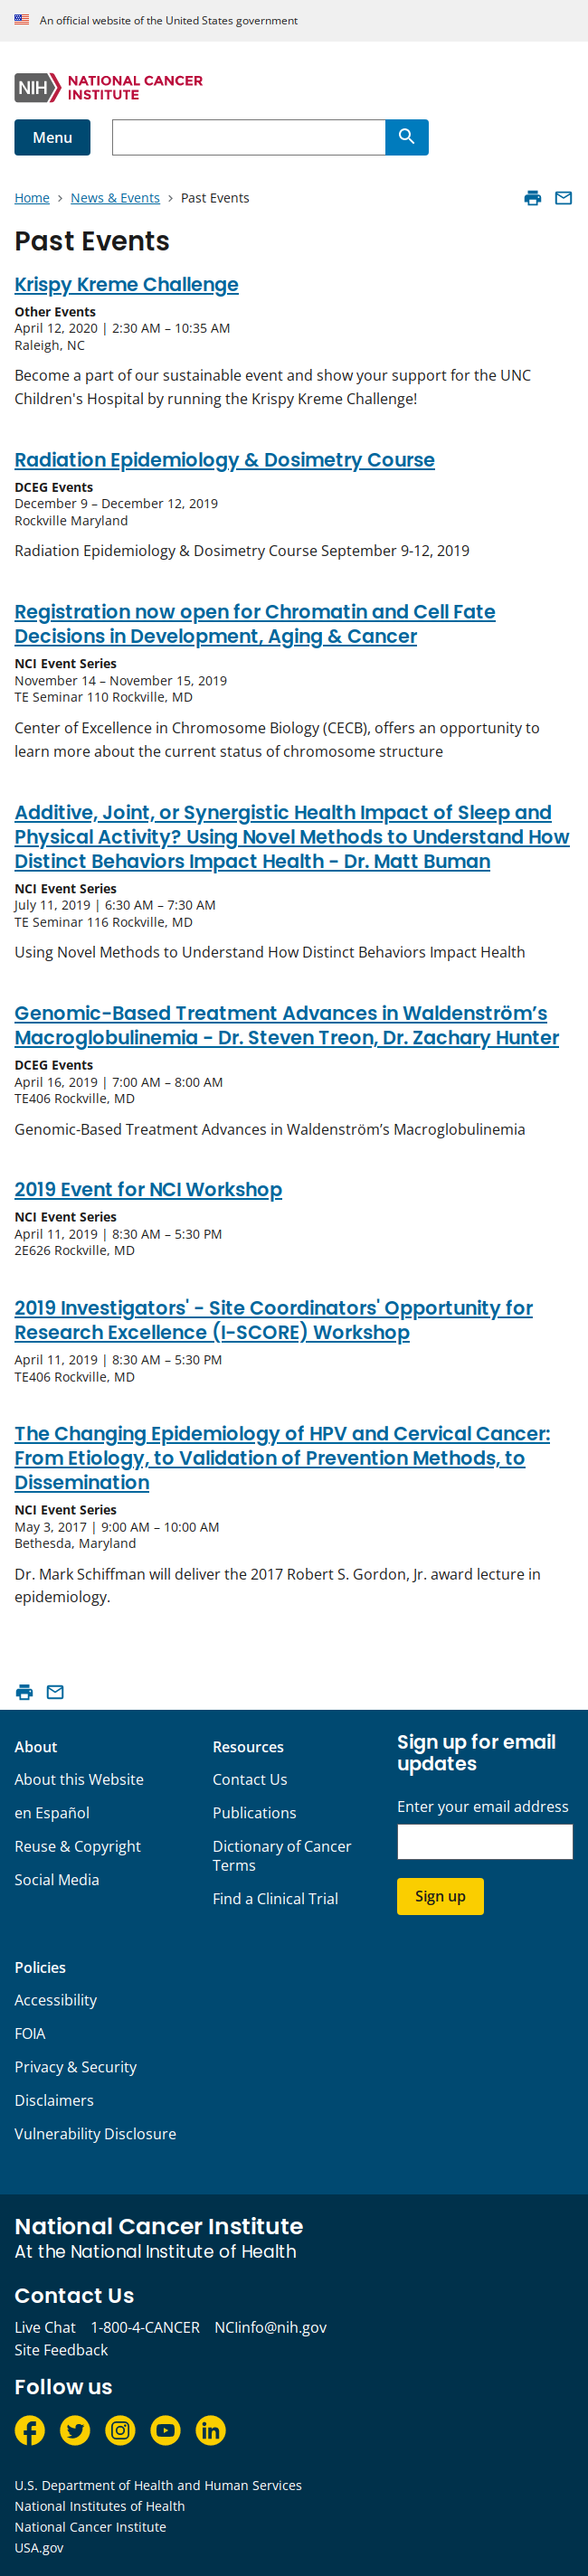 An official website of the United States government
NIH NATIONAL CANCER
INSTITUTE
Menu
Home > News & Events > Past Events
Past Events
Krispy Kreme Challenge
Other Events
April 12, 2020 | 2:30 AM – 10:35 AM
Raleigh, NC
Become a part of our sustainable event and show your support for the UNC
Children's Hospital by running the Krispy Kreme Challenge!
Radiation Epidemiology & Dosimetry Course
DCEG Events
December 9 – December 12, 2019
Rockville Maryland
Radiation Epidemiology & Dosimetry Course September 9-12, 2019
Registration now open for Chromatin and Cell Fate
Decisions in Development, Aging & Cancer
NCI Event Series
November 14 – November 15, 2019
TE Seminar 110 Rockville, MD
Center of Excellence in Chromosome Biology (CECB), offers an opportunity to
learn more about the current status of chromosome structure
Additive, Joint, or Synergistic Health Impact of Sleep and
Physical Activity? Using Novel Methods to Understand How
Distinct Behaviors Impact Health - Dr. Matt Buman
NCI Event Series
July 11, 2019 | 6:30 AM – 7:30 AM
TE Seminar 116 Rockville, MD
Using Novel Methods to Understand How Distinct Behaviors Impact Health
Genomic-Based Treatment Advances in Waldenström’s
Macroglobulinemia - Dr. Steven Treon, Dr. Zachary Hunter
DCEG Events
April 16, 2019 | 7:00 AM – 8:00 AM
TE406 Rockville, MD
Genomic-Based Treatment Advances in Waldenström’s Macroglobulinemia
2019 Event for NCI Workshop
NCI Event Series
April 11, 2019 | 8:30 AM – 5:30 PM
2E626 Rockville, MD
2019 Investigators' - Site Coordinators' Opportunity for
Research Excellence (I-SCORE) Workshop
April 11, 2019 | 8:30 AM – 5:30 PM
TE406 Rockville, MD
The Changing Epidemiology of HPV and Cervical Cancer:
From Etiology, to Validation of Prevention Methods, to
Dissemination
NCI Event Series
May 3, 2017 | 9:00 AM – 10:00 AM
Bethesda, Maryland
Dr. Mark Schiffman will deliver the 2017 Robert S. Gordon, Jr. award lecture in
epidemiology.
About
About this Website
en Español
Reuse & Copyright
Social Media
Resources
Contact Us
Publications
Dictionary of Cancer
Terms
Find a Clinical Trial
Sign up for email
updates
Enter your email address
Sign up
Policies
Accessibility
FOIA
Privacy & Security
Disclaimers
Vulnerability Disclosure
National Cancer Institute
At the National Institute of Health
Contact Us
Live Chat 1-800-4-CANCER NCIinfo@nih.gov
Site Feedback
Follow us
U.S. Department of Health and Human Services
National Institutes of Health
National Cancer Institute
USA.gov